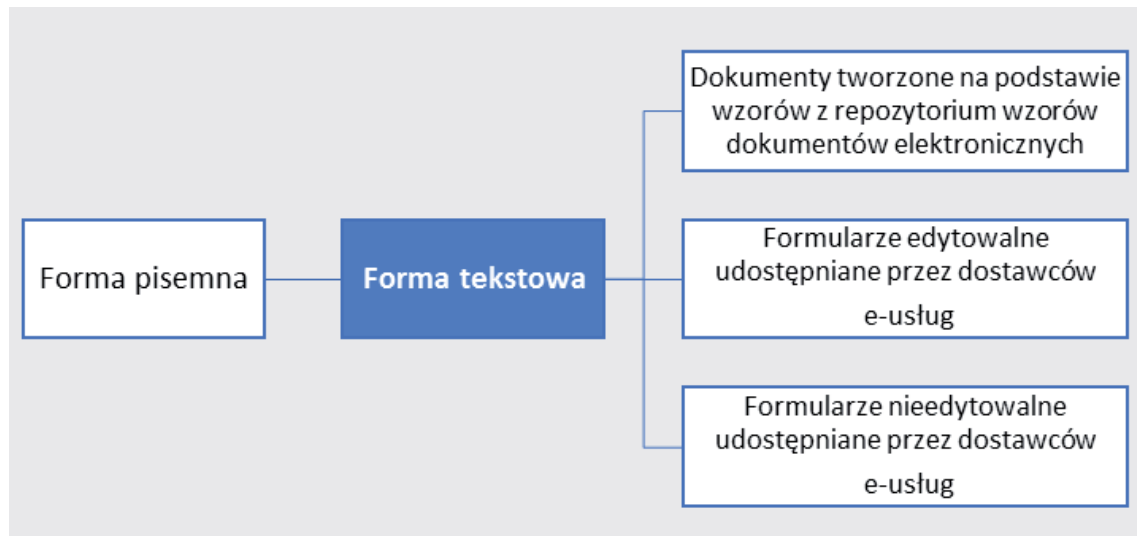 Forma pisemna
Forma tekstowa
Dokumenty tworzone na podstawie
wzorów z repozytorium wzorów
dokumentów elektronicznych
Formularze edytowalne
udostępniane przez dostawców
e-usług
Formularze nieedytowalne
udostępniane przez dostawców
e-usług